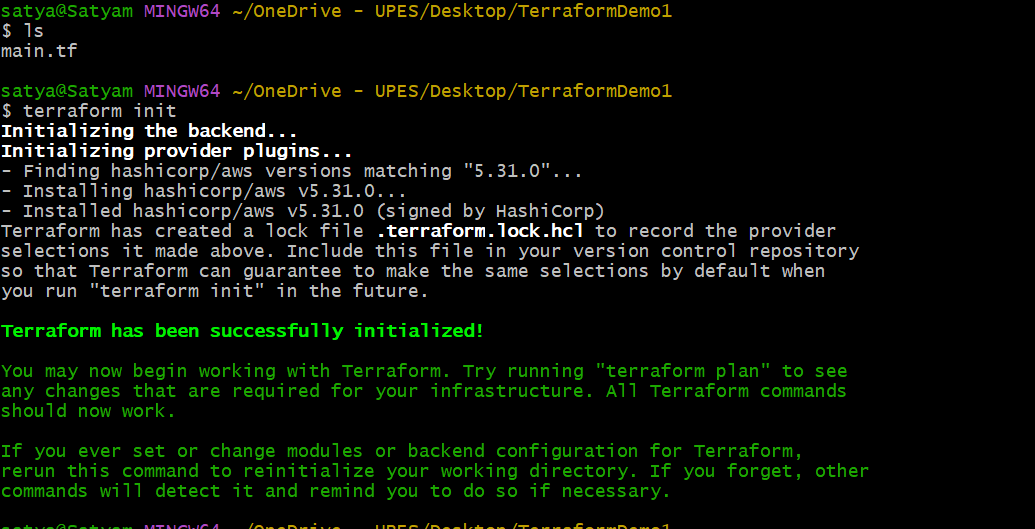 satya@Satyam MINGW64 ~/OneDrive - UPES/Desktop/TerraformDemo1
$ ls
main.tf
satya@Satyam MINGW64 ~/OneDrive - UPES/Desktop/TerraformDemo1
$ terraform init
Initializing the backend...
Initializing provider plugins...
- Finding hashicorp/aws versions matching "5.31.0"...
- Installing hashicorp/aws v5.31.0...
- Installed hashicorp/aws v5.31.0 (signed by HashiCorp)
Terraform has created a lock file .terraform.lock.hcl to record the provider
selections it made above. Include this file in your version control repository
so that Terraform can guarantee to make the same selections by default when
you run "terraform init" in the future.
Terraform has been successfully initialized!
You may now begin working with Terraform. Try running "terraform plan" to see
any changes that are required for your infrastructure. All Terraform commands
should now work.
If you ever set or change modules or backend configuration for Terraform,
rerun this command to reinitialize your working directory. If you forget, other
commands will detect it and remind you to do so if necessary.
satya@Satyam MINGW64 ~/OneDrive - UPES/Desktop/TerraformDemo1